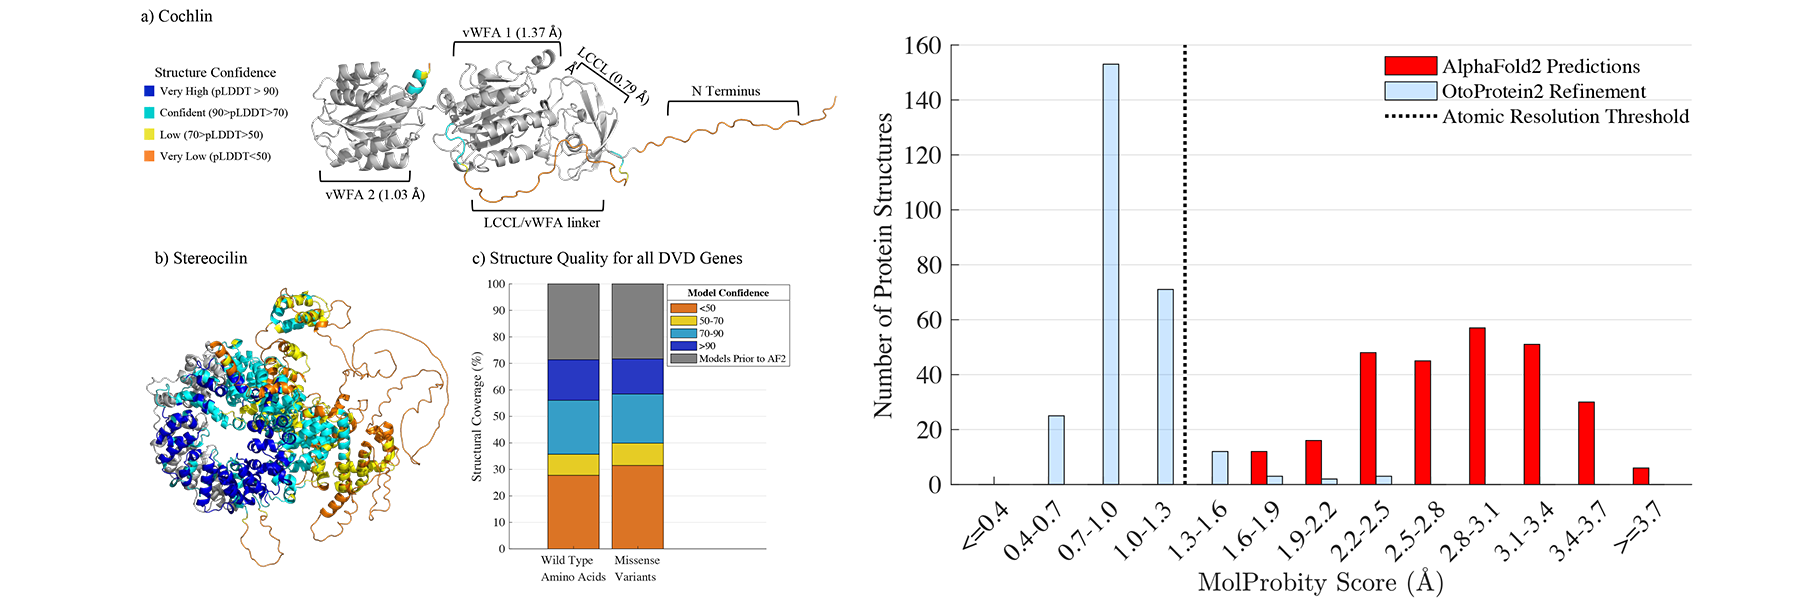 a) Cochlin
Structure Confidence
Very High (pLDDT > 90)
Confident (90>pLDDT>70)
Low (70>pLDDT>50)
Very Low (pLDDT<50)
vWFA 1 (1.37 Å)
Å
LCCL (0.79 Å)
N Terminus
vWFA 2 (1.03 Å)
LCCL/vWFA linker
b) Stereocilin
c) Structure Quality for all DVD Genes
Structural Coverage (%)
100
90
80
70
60
50
40
30
20
10
0
Model Confidence
<50
50-70
70-90
>90
Models Prior to AF2
Wild Type
Amino Acids
Missense
Variants
Number of Protein Structures
160
140
120
100
80
60
40
20
0
AlphaFold2 Predictions
OtoProtein2 Refinement
Atomic Resolution Threshold
<=0.4
0.4-0.7
0.7-1.0
1.0-1.3
1.3-1.6
1.6-1.9
1.9-2.2
2.2-2.5
2.5-2.8
2.8-3.1
3.1-3.4
3.4-3.7
>=3.7
MolProbity Score (Å)